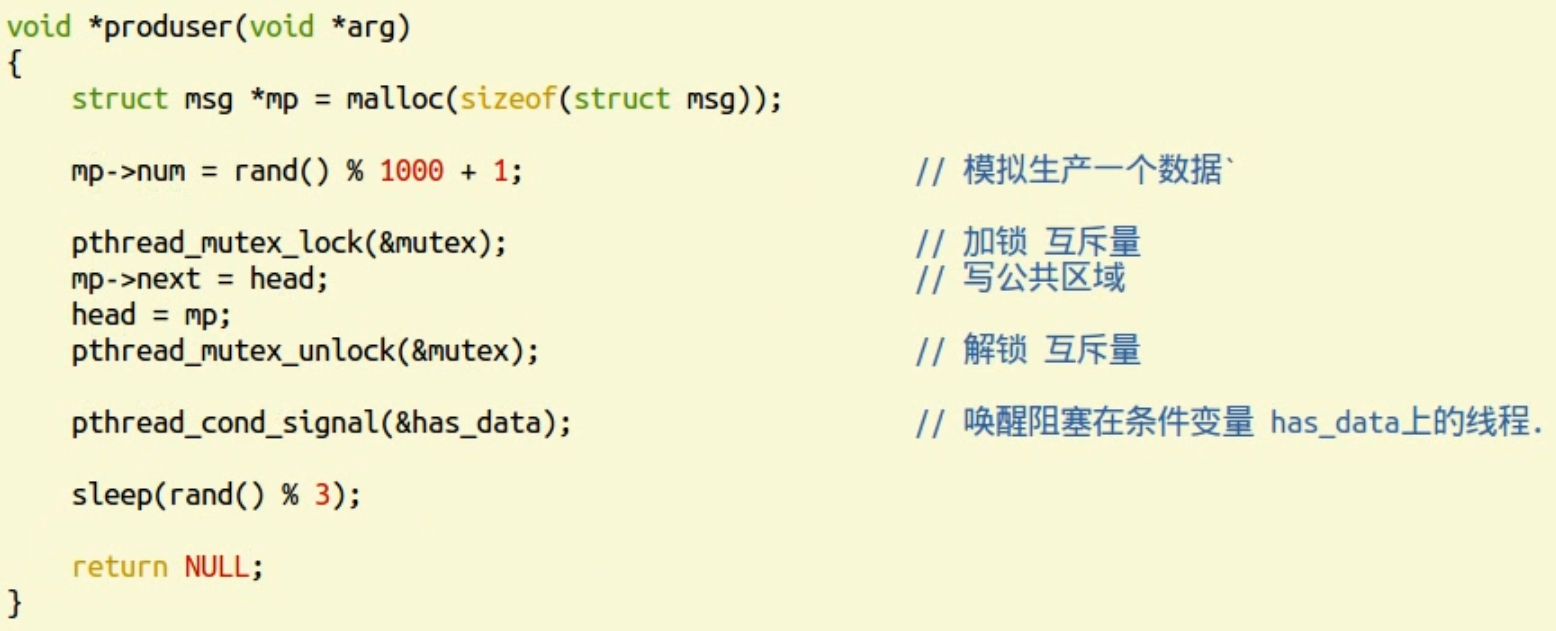 void *produser(void *arg)
{
    struct msg *mp = malloc(sizeof(struct msg));
    mp->num = rand() % 1000 + 1;                        // 模拟生产一个数据`
    pthread_mutex_lock(&mutex);                         // 加锁 互斥量
    mp->next = head;                                    // 写公共区域
    head = mp;
    pthread_mutex_unlock(&mutex);                       // 解锁 互斥量
    pthread_cond_signal(&has_data);                     // 唤醒阻塞在条件变量 has_data上的线程.
    sleep(rand() % 3);
    return NULL;
}